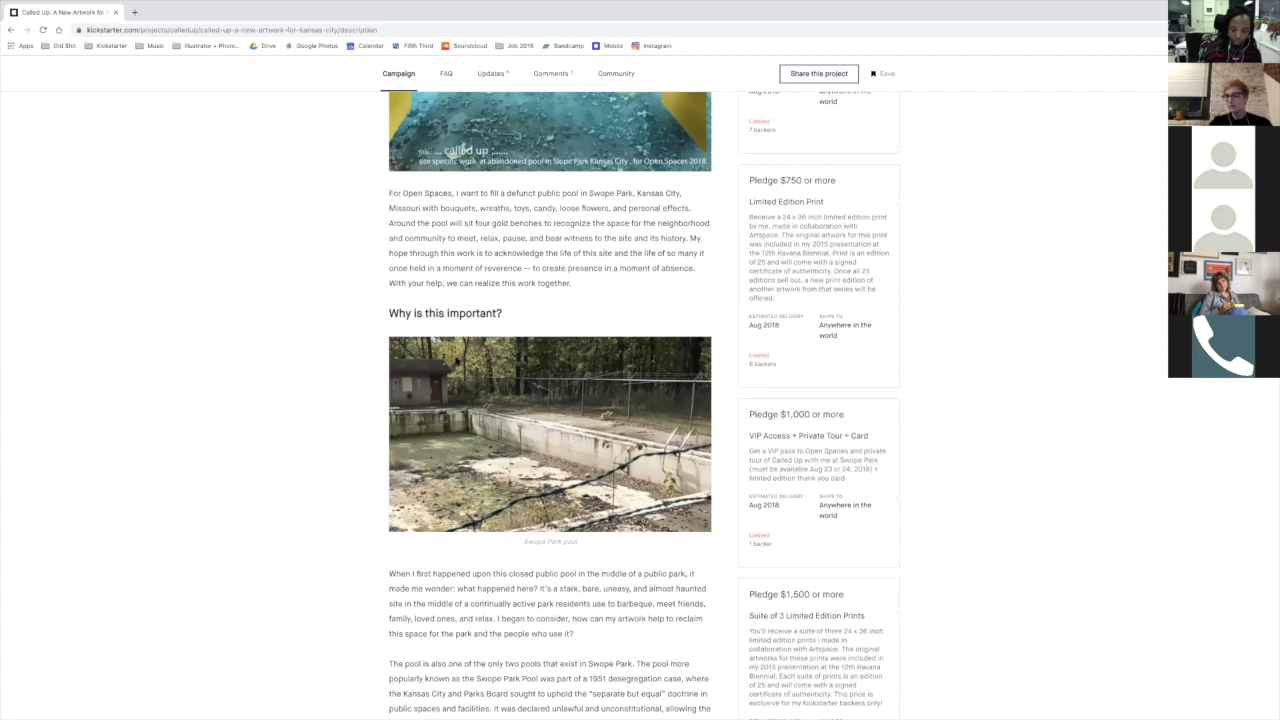 Called Up: A New Artwork for
kickstarter.com/projects/calledup/called-up-a-new-artwork-for-kansas-city/description
Apps Old Shit Kickstarter Music Illustrator + Photo... Drive Google Photos Calendar Fifth Third Soundcloud Job 2016 Bandcamp Moods Instagram
Campaign FAQ Updates Comments Community Share this project Save
title: ... called up ......
site specific work at abandoned pool in Slope Park Kansas City . for Open Spaces 2018.
For Open Spaces, I want to fill a defunct public pool in Swope Park, Kansas City,
Missouri with bouquets, wreaths, toys, candy, loose flowers, and personal effects.
Around the pool will sit four gold benches to recognize the space for the neighborhood
and community to meet, relax, pause, and bear witness to the site and its history. My
hope through this work is to acknowledge the life of this site and the life of so many it
once held in a moment of reverence -- to create presence in a moment of absence.
With your help, we can realize this work together.
Why is this important?
Swope Park pool
When I first happened upon this closed public pool in the middle of a public park, it
made me wonder: what happened here? It's a stark, bare, uneasy, and almost haunted
site in the middle of a continually active park residents use to barbeque, meet friends,
family, loved ones, and relax. I began to consider, how can my artwork help to reclaim
this space for the park and the people who use it?
The pool is also one of the only two pools that exist in Swope Park. The pool more
popularly known as the Swope Park Pool was part of a 1951 desegregation case, where
the Kansas City and Parks Board sought to uphold the "separate but equal" doctrine in
public spaces and facilities. It was declared unlawful and unconstitutional, allowing the
Anywhere in the
world
Limited
7 backers
Pledge $750 or more
Limited Edition Print
Receive a 24 x 36 inch limited edition print
by me, made in collaboration with
Artspace. The original artwork for this print
was included in my 2015 presentation at
the 12th Havana Biennial. Print is an edition
of 25 and will come with a signed
certificate of authenticity. Once all 25
editions sell out, a new print edition of
another artwork from that series will be
offered.
ESTIMATED DELIVERY SHIPS TO
Aug 2018 Anywhere in the
world
Limited
6 backers
Pledge $1,000 or more
VIP Access + Private Tour + Card
Get a VIP pass to Open Spaces and private
tour of Called Up with me at Swope Park
(must be available Aug 23 or 24, 2018) +
limited edition thank you card
ESTIMATED DELIVERY SHIPS TO
Aug 2018 Anywhere in the
world
Limited
1 backer
Pledge $1,500 or more
Suite of 3 Limited Edition Prints
You'll receive a suite of three 24 x 36 inch
limited edition prints I made in
collaboration with Artspace. The original
artworks for these prints were included in
my 2015 presentation at the 12th Havana
Biennial. Each suite of prints is an edition
of 25 and will come with a signed
certificate of authenticity. This price is
exclusive for my Kickstarter backers only!